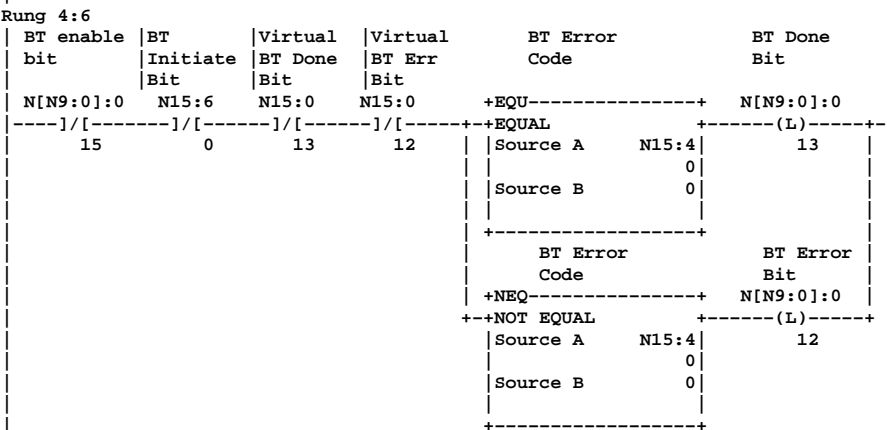 Rung 4:6
| BT enable |BT       |Virtual  |Virtual       BT Error            BT Done
| bit       |Initiate |BT Done  |BT Err        Code                Bit
|           |Bit      |Bit      |Bit
| N[N9:0]:0   N15:6    N15:0    N15:0      +EQU---------------+   N[N9:0]:0
|----]/[-------]/[------]/[------]/[-----+-+EQUAL             +------(L)-----+-
|      15         0       13       12    | |Source A     N15:4|        13     |
|                                        | |                 0|               |
|                                        | |Source B         0|               |
|                                        | |                  |               |
|                                        | +------------------+               |
|                                        |      BT Error            BT Error  |
|                                        |      Code                Bit       |
|                                        | +NEQ---------------+   N[N9:0]:0   |
|                                        +-+NOT EQUAL         +------(L)-----+
|                                          |Source A     N15:4|        12
|                                          |                 0|
|                                          |Source B         0|
|                                          |                  |
|                                          +------------------+